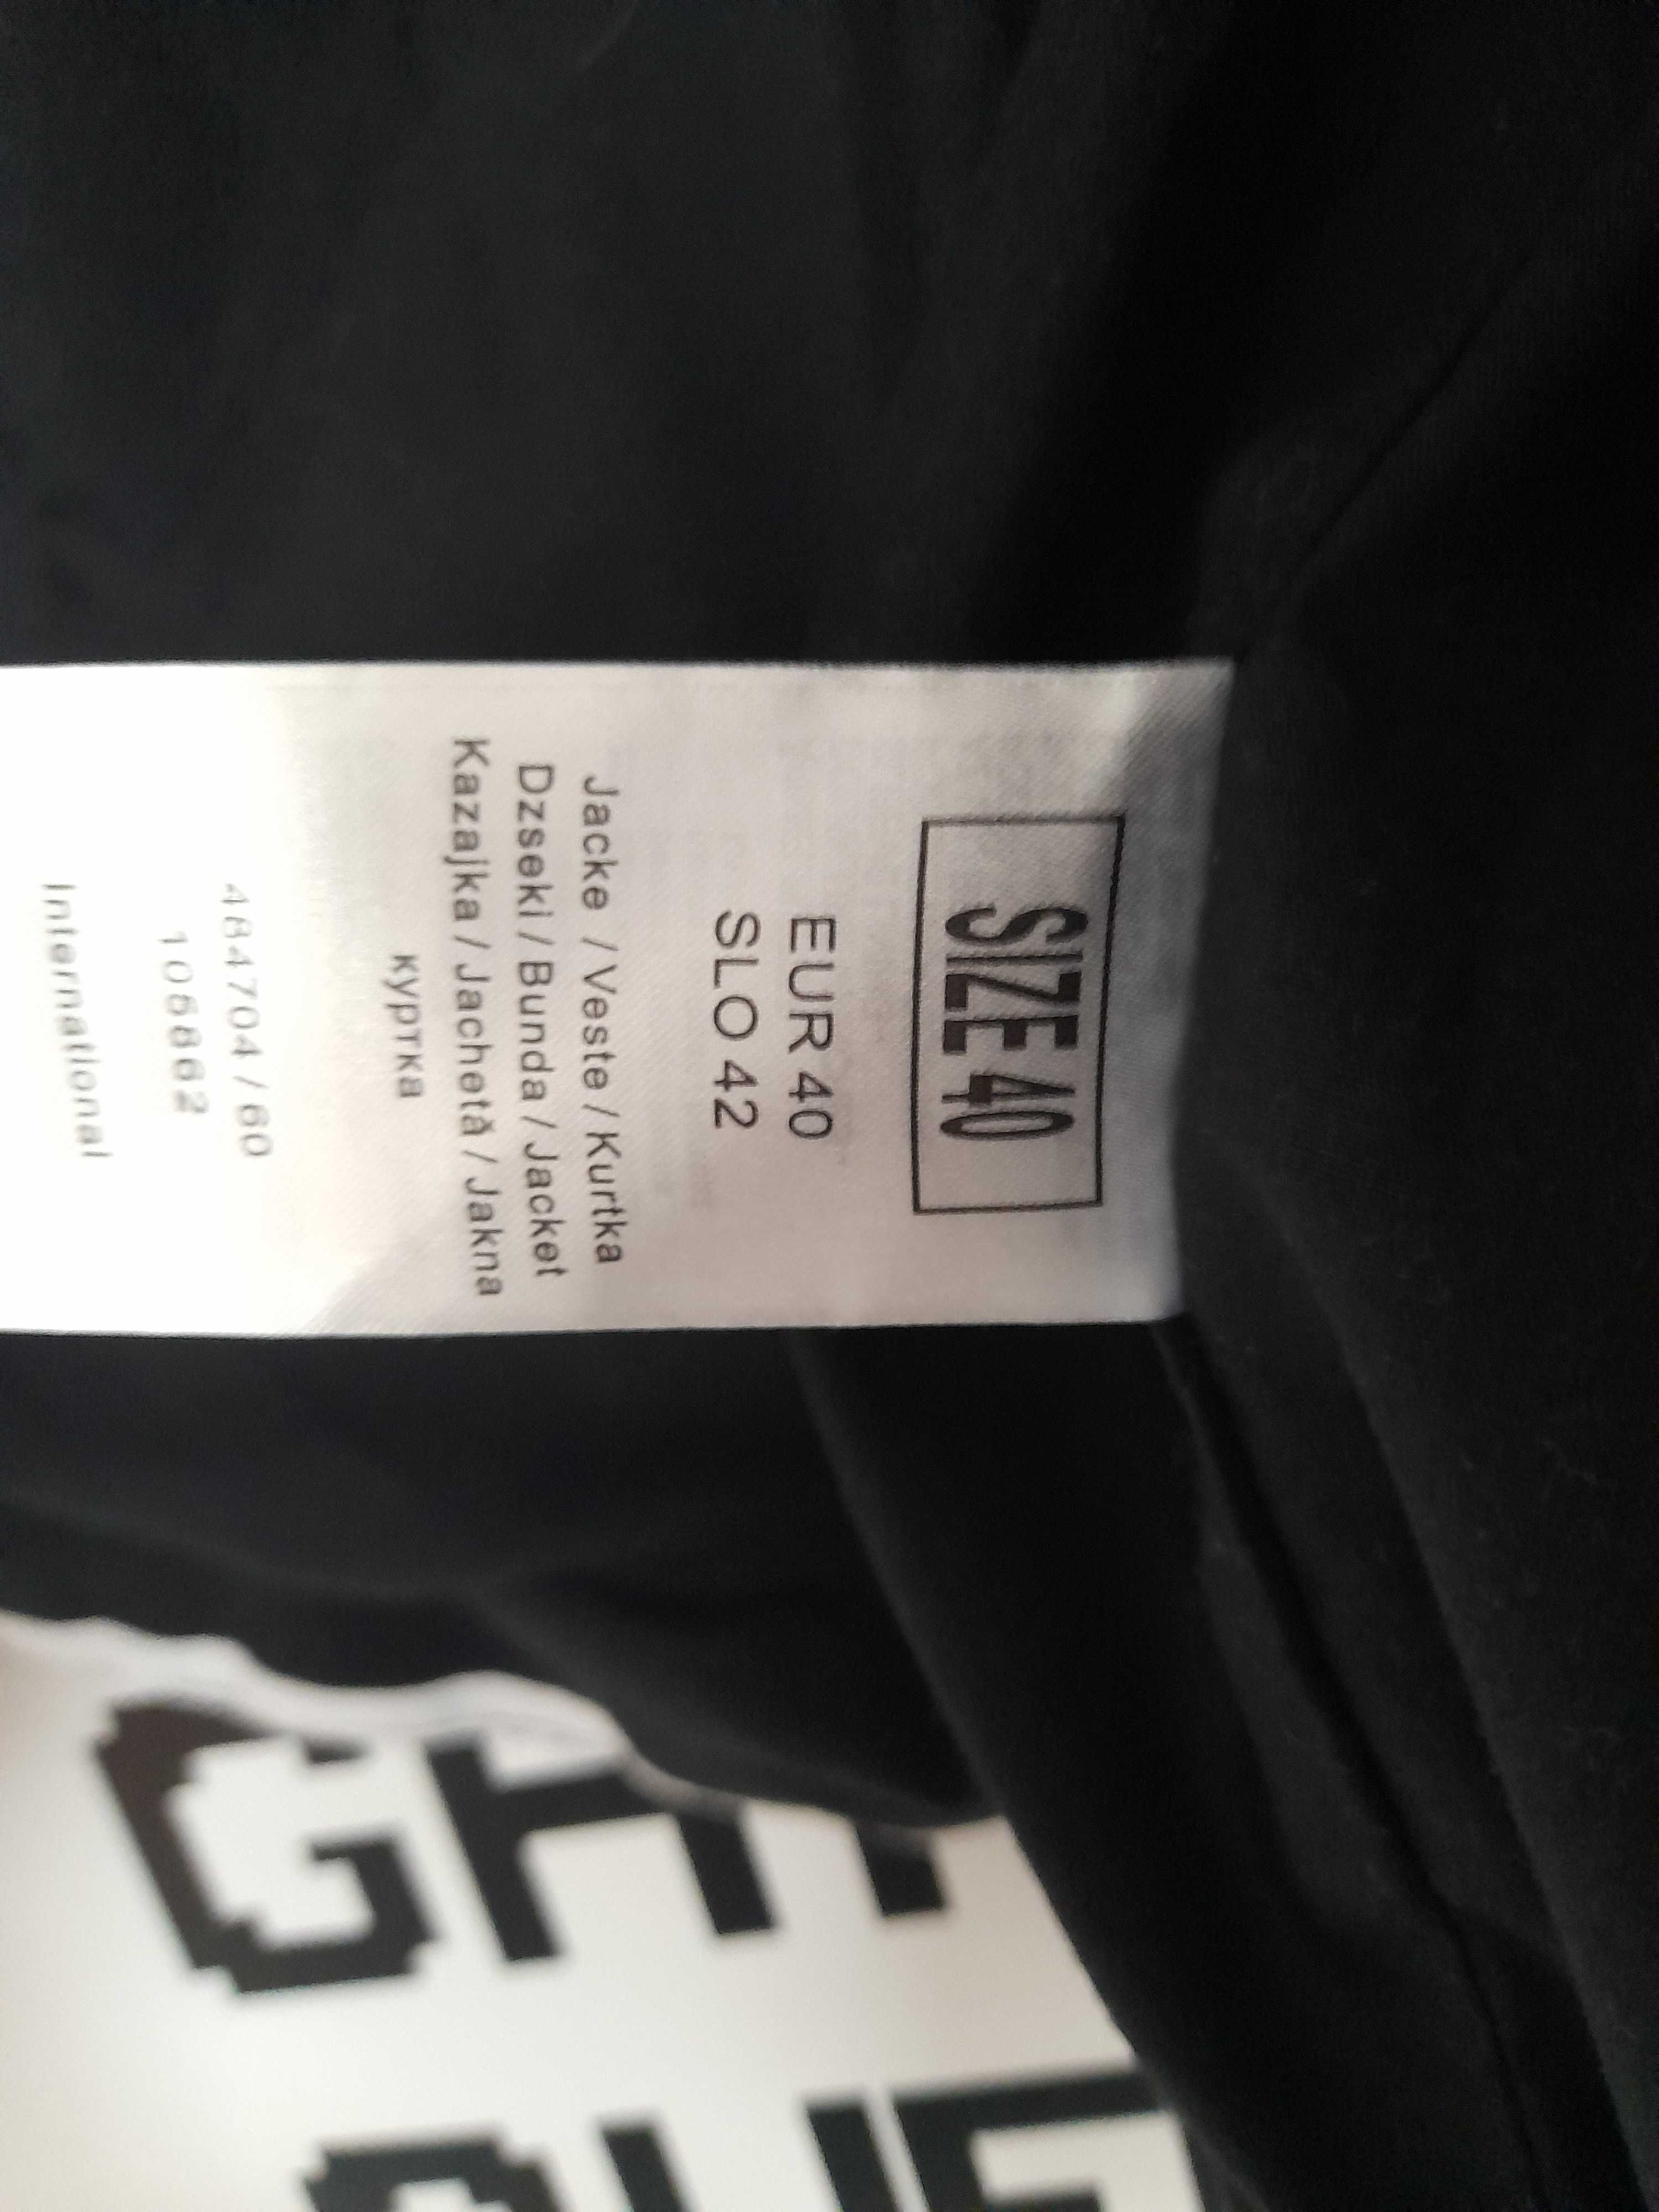 SIZE 40
EUR 40
SLO 42
Jacke / Veste / Kurtka
Dzseki / Bunda / Jacket
Kazajka / Jachetă / Jakna
куртка
484704 / 60
106862
International